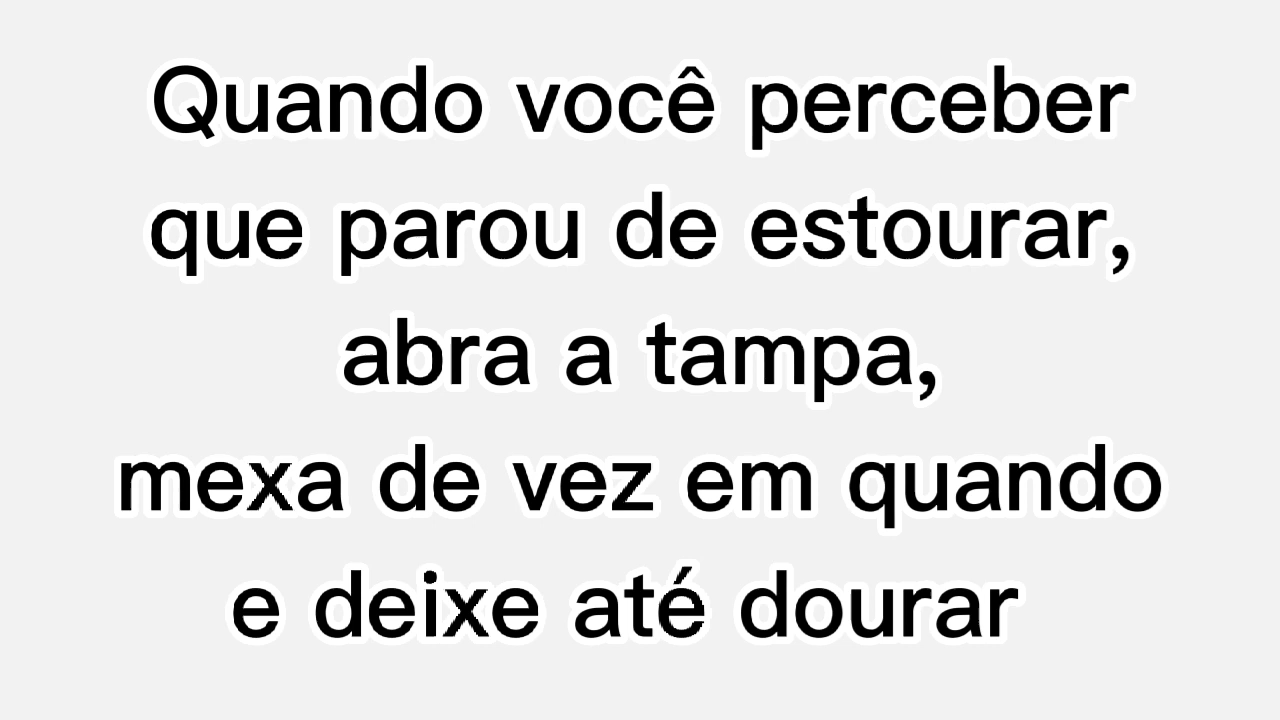 Quando você perceber
que parou de estourar,
abra a tampa,
mexa de vez em quando
e deixe até dourar